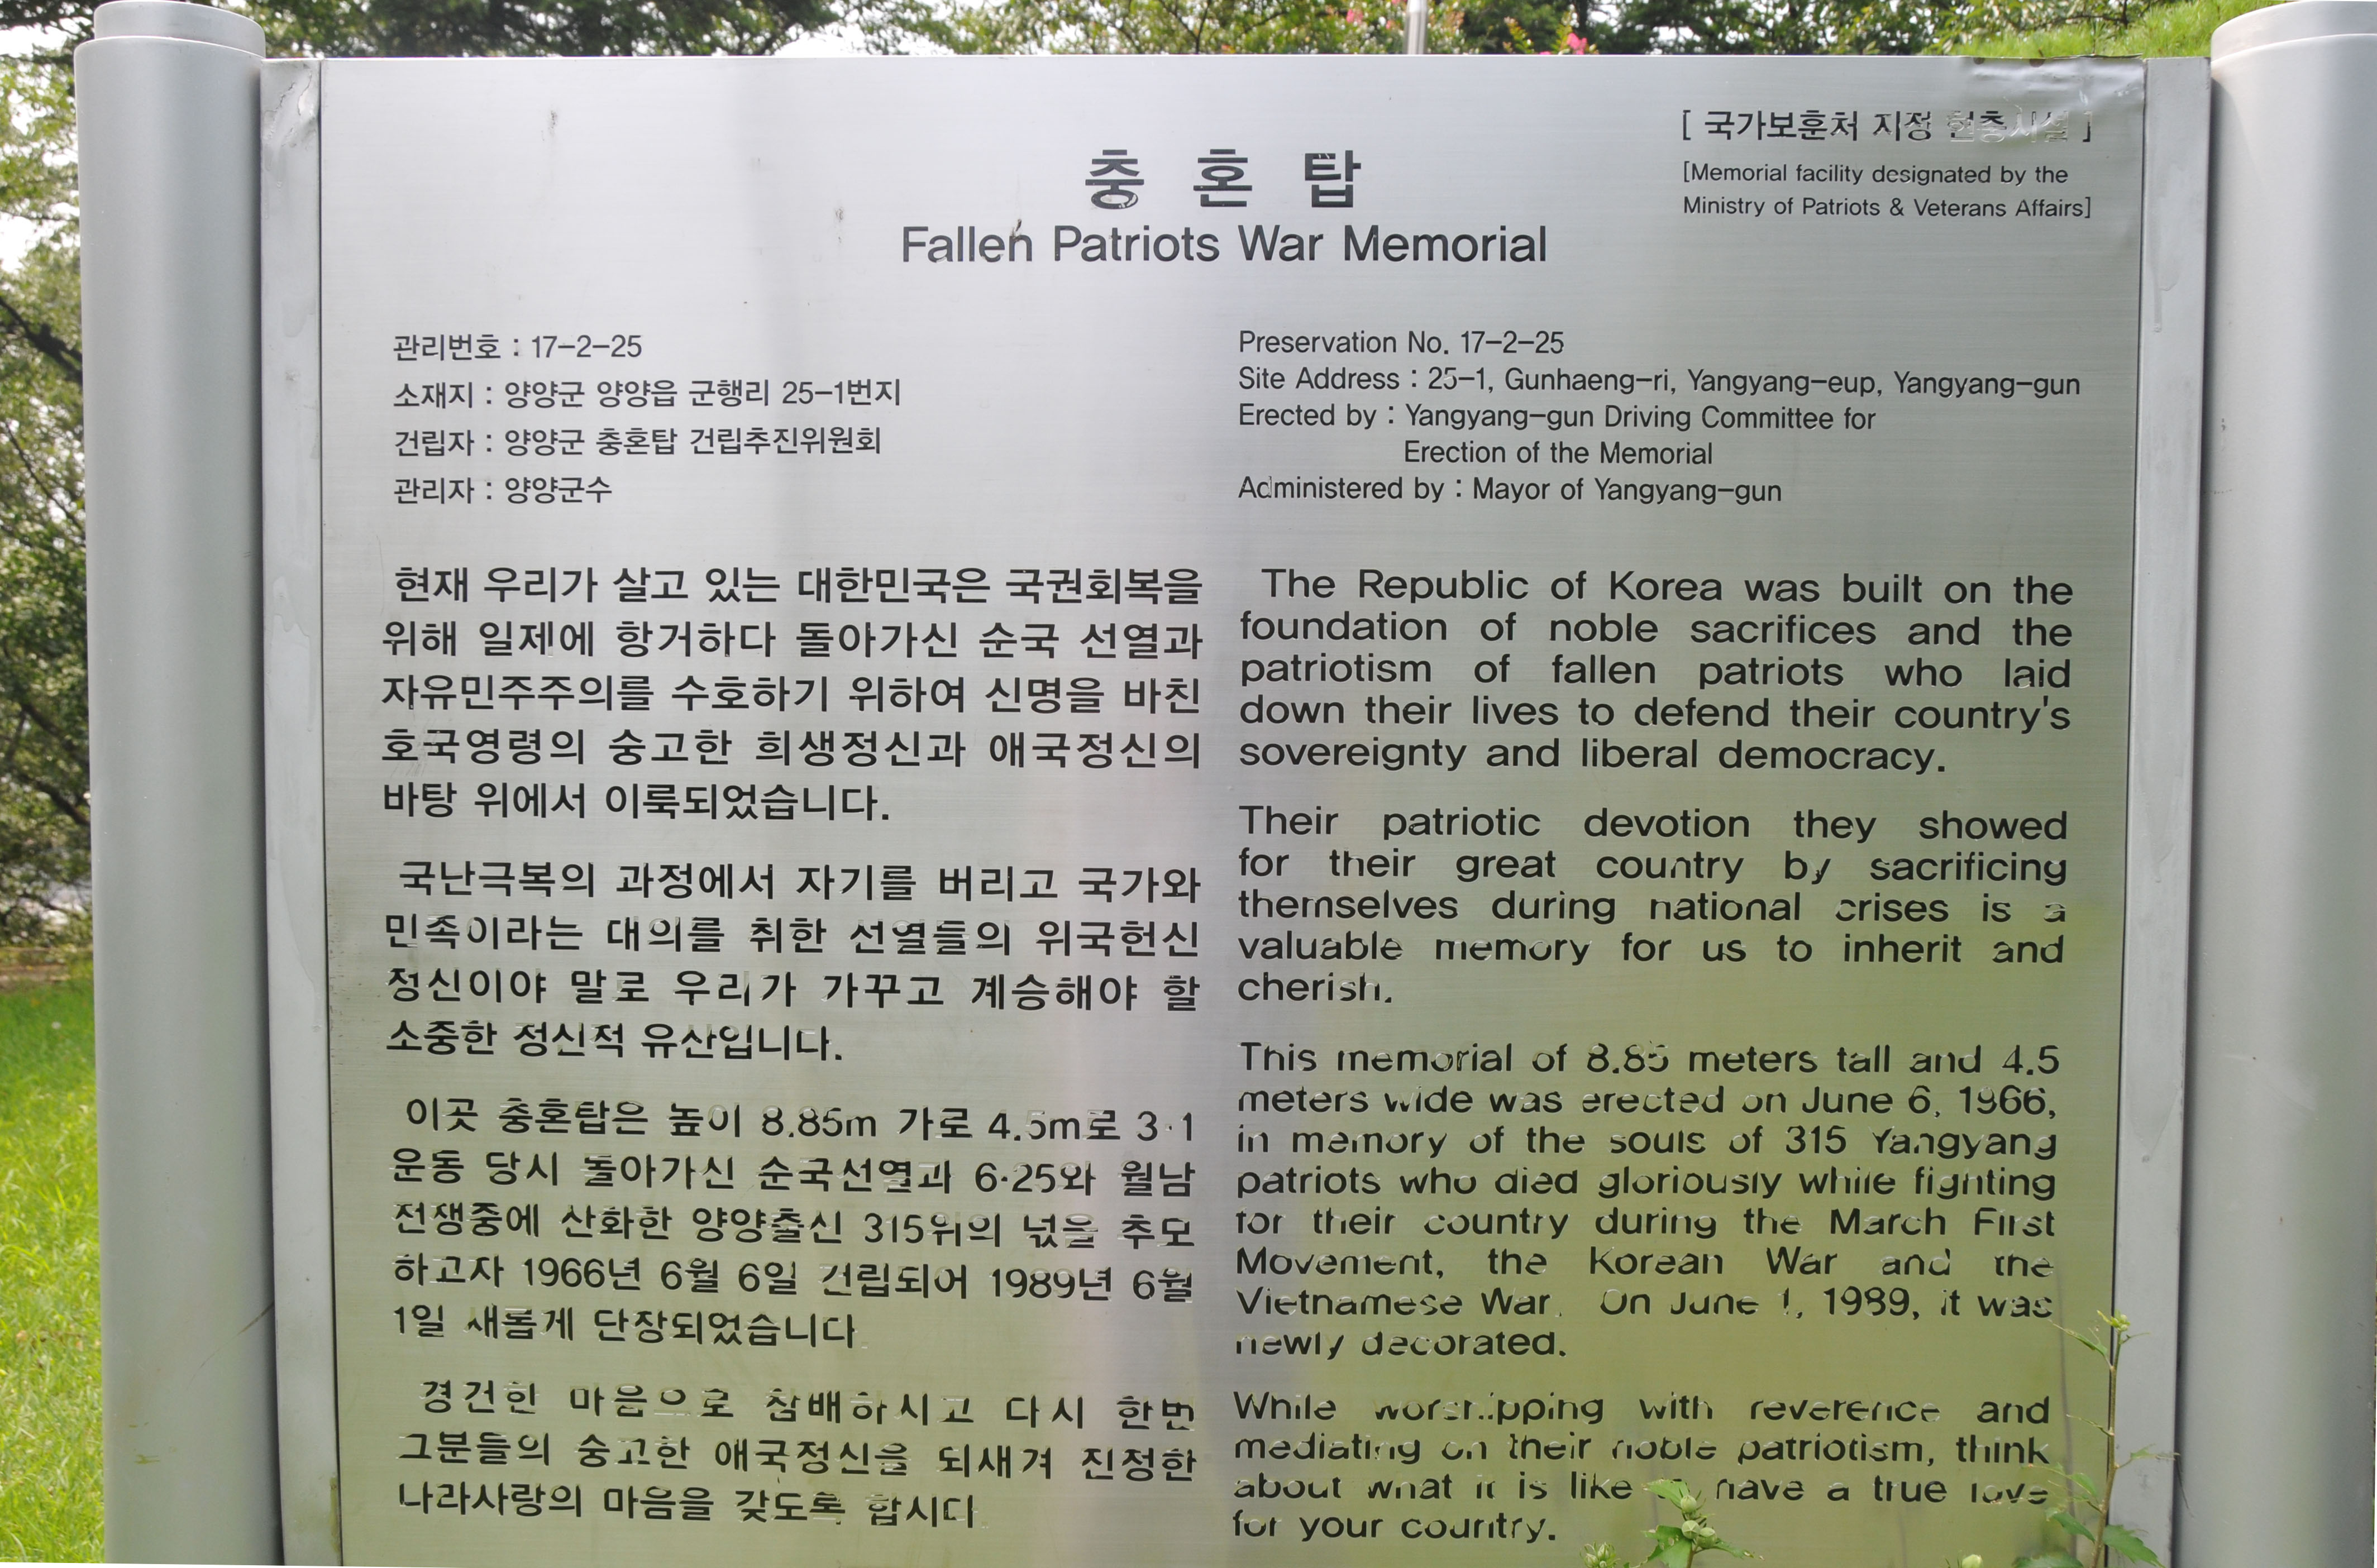 [ 국가보훈처 지정 현충시설 ]
[Memorial facility designated by the
Ministry of Patriots & Veterans Affairs]
충 혼 탑
Fallen Patriots War Memorial
관리번호 : 17-2-25
소재지 : 양양군 양양읍 군행리 25-1번지
건립자 : 양양군 충혼탑 건립추진위원회
관리자 : 양양군수
현재 우리가 살고 있는 대한민국은 국권회복을
위해 일제에 항거하다 돌아가신 순국 선열과
자유민주주의를 수호하기 위하여 신명을 바친
호국영령의 숭고한 희생정신과 애국정신의
바탕 위에서 이룩되었습니다.
국난극복의 과정에서 자기를 버리고 국가와
민족이라는 대의를 취한 선열들의 위국헌신
정신이야 말로 우리가 가꾸고 계승해야 할
소중한 정신적 유산입니다.
이곳 충혼탑은 높이 8.85m 가로 4.5m로 3·1
운동 당시 돌아가신 순국선열과 6·25와 월남
전쟁중에 산화한 양양출신 315위의 넋을 추모
하고자 1966년 6월 6일 건립되어 1989년 6월
1일 새롭게 단장되었습니다.
경건한 마음으로 참배하시고 다시 한번
그분들의 숭고한 애국정신을 되새겨 진정한
나라사랑의 마음을 갖도록 합시다.
Preservation No. 17-2-25
Site Address : 25-1, Gunhaeng-ri, Yangyang-eup, Yangyang-gun
Erected by : Yangyang-gun Driving Committee for
Erection of the Memorial
Administered by : Mayor of Yangyang-gun
The Republic of Korea was built on the
foundation of noble sacrifices and the
patriotism of fallen patriots who laid
down their lives to defend their country's
sovereignty and liberal democracy.
Their patriotic devotion they showed
for their great country by sacrificing
themselves during national crises is a
valuable memory for us to inherit and
cherish.
This memorial of 8.85 meters tall and 4.5
meters wide was erected on June 6, 1966,
in memory of the souls of 315 Yangyang
patriots who died gloriously while fighting
for their country during the March First
Movement, the Korean War and the
Vietnamese War. On June 1, 1989, it was
newly decorated.
While worshipping with reverence and
mediating on their noble patriotism, think
about what it is like to have a true love
for your country.